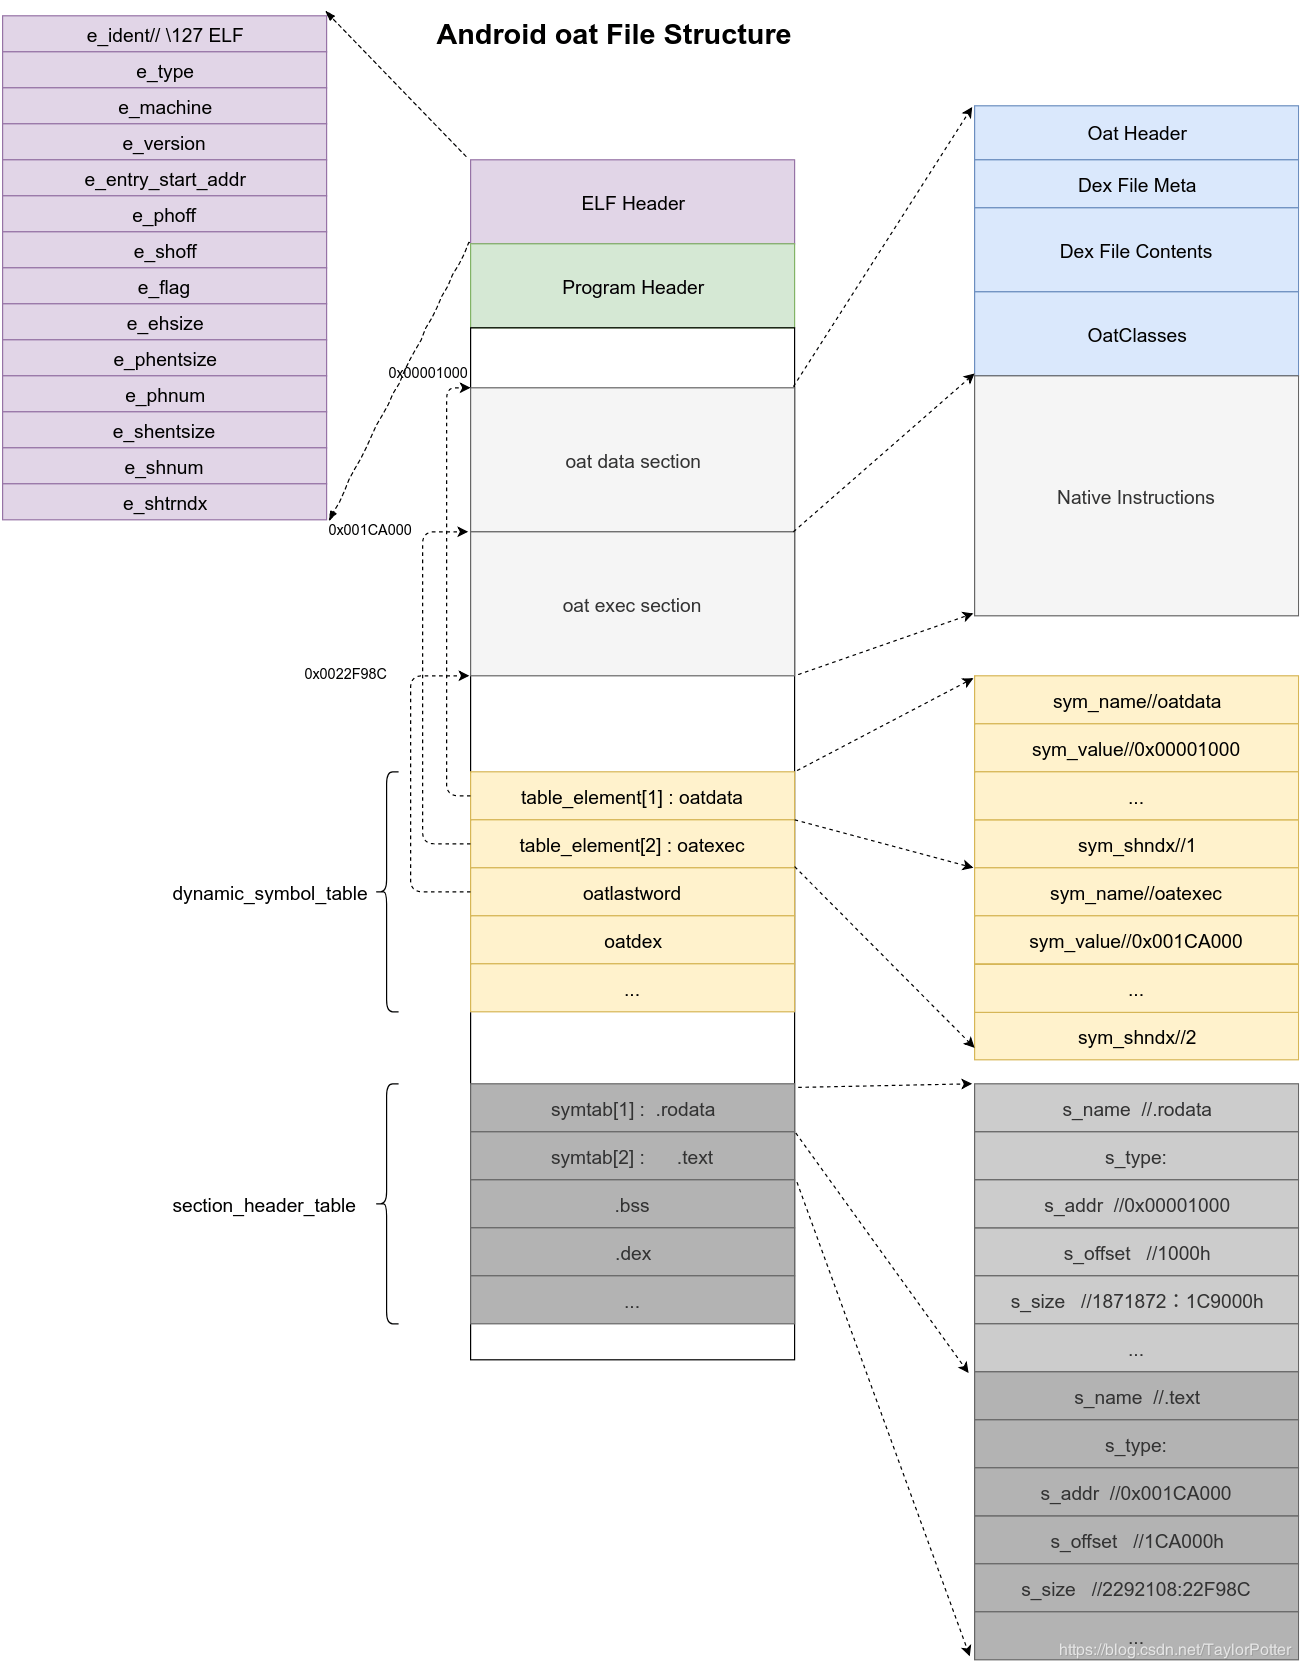 Android oat File Structure
e_ident// \127 ELF
e_type
e_machine
e_version
e_entry_start_addr
e_phoff
e_shoff
e_flag
e_ehsize
e_phentsize
e_phnum
e_shentsize
e_shnum
e_shtrndx
ELF Header
Program Header
0x00001000
oat data section
0x001CA000
oat exec section
0x0022F98C
dynamic_symbol_table
table_element[1] : oatdata
table_element[2] : oatexec
oatlastword
oatdex
...
section_header_table
symtab[1] : .rodata
symtab[2] : .text
.bss
.dex
...
Oat Header
Dex File Meta
Dex File Contents
OatClasses
Native Instructions
sym_name//oatdata
sym_value//0x00001000
...
sym_shndx//1
sym_name//oatexec
sym_value//0x001CA000
...
sym_shndx//2
s_name //.rodata
s_type:
s_addr //0x00001000
s_offset //1000h
s_size //1871872：1C9000h
...
s_name //.text
s_type:
s_addr //0x001CA000
s_offset //1CA000h
s_size //2292108:22F98C
...
https://blog.csdn.net/TaylorPotter